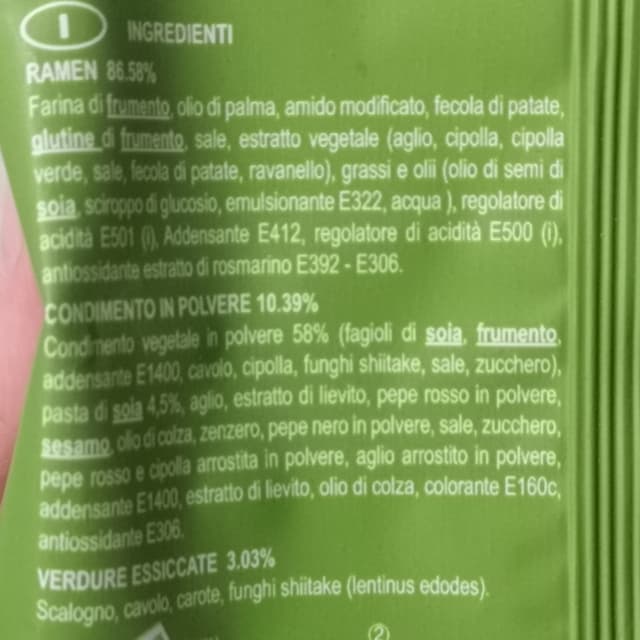 I INGREDIENTI
RAMEN 86.58%
Farina di frumento, olio di palma, amido modificato, fecola di patate,
glutine di frumento, sale, estratto vegetale (aglio, cipolla, cipolla
verde, sale, fecola di patate, ravanello), grassi e olii (olio di semi di
soia, sciroppo di glucosio, emulsionante E322, acqua ), regolatore di
acidità E501 (i), Addensante E412, regolatore di acidità E500 (i),
antiossidante estratto di rosmarino E392 - E306.
CONDIMENTO IN POLVERE 10.39%
Condimento vegetale in polvere 58% (fagioli di soia, frumento,
addensante E1400, cavolo, cipolla, funghi shiitake, sale, zucchero),
pasta di soia 4,5%, aglio, estratto di lievito, pepe rosso in polvere,
sesamo, olio di colza, zenzero, pepe nero in polvere, sale, zucchero,
pepe rosso e cipolla arrostita in polvere, aglio arrostito in polvere,
addensante E1400, estratto di lievito, olio di colza, colorante E160c,
antiossidante E306.
VERDURE ESSICCATE 3.03%
Scalogno, cavolo, carote, funghi shiitake (lentinus edodes).
2